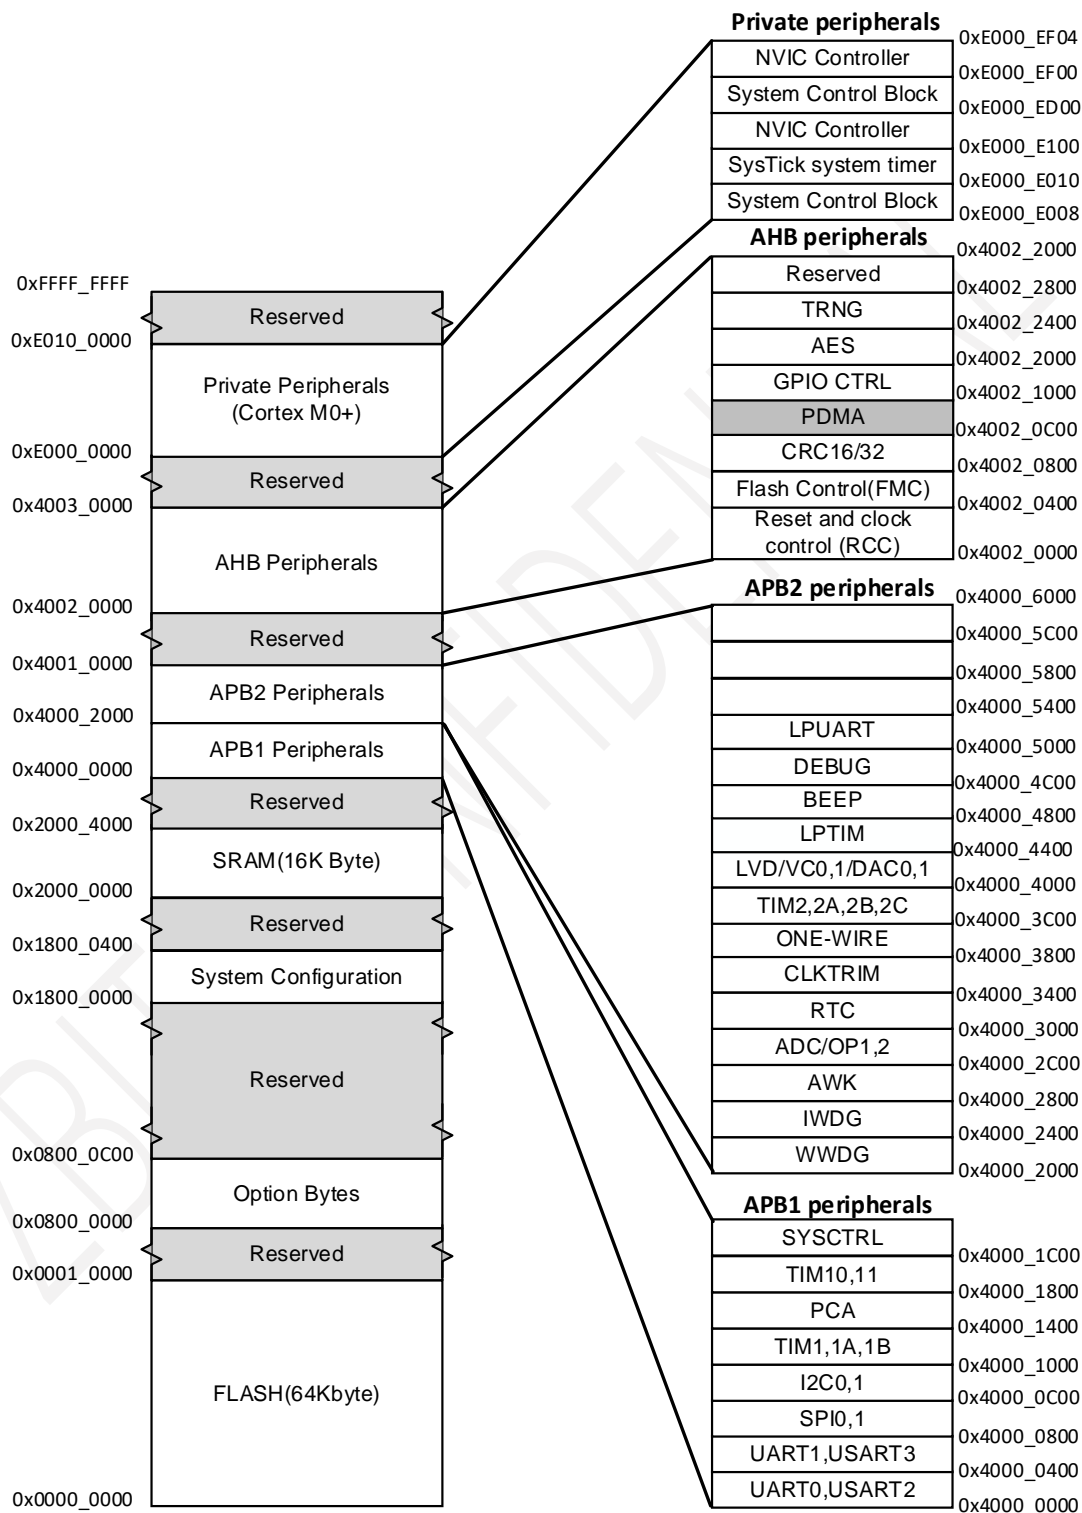 Private peripherals
0xE000_EF04
NVIC Controller
0xE000_EF00
System Control Block
0xE000_ED00
NVIC Controller
0xE000_E100
SysTick system timer
0xE000_E010
System Control Block
0xE000_E008
AHB peripherals
0x4002_2000
Reserved
0x4002_2800
TRNG
0x4002_2400
AES
0x4002_2000
GPIO CTRL
0x4002_1000
PDMA
0x4002_0C00
CRC16/32
0x4002_0800
Flash Control(FMC)
0x4002_0400
Reset and clock
control (RCC)
0x4002_0000
APB2 peripherals
0x4000_6000
0x4000_5C00
0x4000_5800
0x4000_5400
LPUART
0x4000_5000
DEBUG
0x4000_4C00
BEEP
0x4000_4800
LPTIM
0x4000_4400
LVD/VC0,1/DAC0,1
0x4000_4000
TIM2,2A,2B,2C
0x4000_3C00
ONE-WIRE
0x4000_3800
CLKTRIM
0x4000_3400
RTC
0x4000_3000
ADC/OP1,2
0x4000_2C00
AWK
0x4000_2800
IWDG
0x4000_2400
WWDG
0x4000_2000
APB1 peripherals
SYSCTRL
0x4000_1C00
TIM10,11
0x4000_1800
PCA
0x4000_1400
TIM1,1A,1B
0x4000_1000
I2C0,1
0x4000_0C00
SPI0,1
0x4000_0800
UART1,USART3
0x4000_0400
UART0,USART2
0x4000_0000
0xFFFF_FFFF
Reserved
0xE010_0000
Private Peripherals
(Cortex M0+)
0xE000_0000
Reserved
0x4003_0000
AHB Peripherals
0x4002_0000
Reserved
0x4001_0000
APB2 Peripherals
0x4000_2000
APB1 Peripherals
0x4000_0000
Reserved
0x2000_4000
SRAM(16K Byte)
0x2000_0000
Reserved
0x1800_0400
System Configuration
0x1800_0000
Reserved
0x0800_0C00
Option Bytes
0x0800_0000
Reserved
0x0001_0000
FLASH(64Kbyte)
0x0000_0000